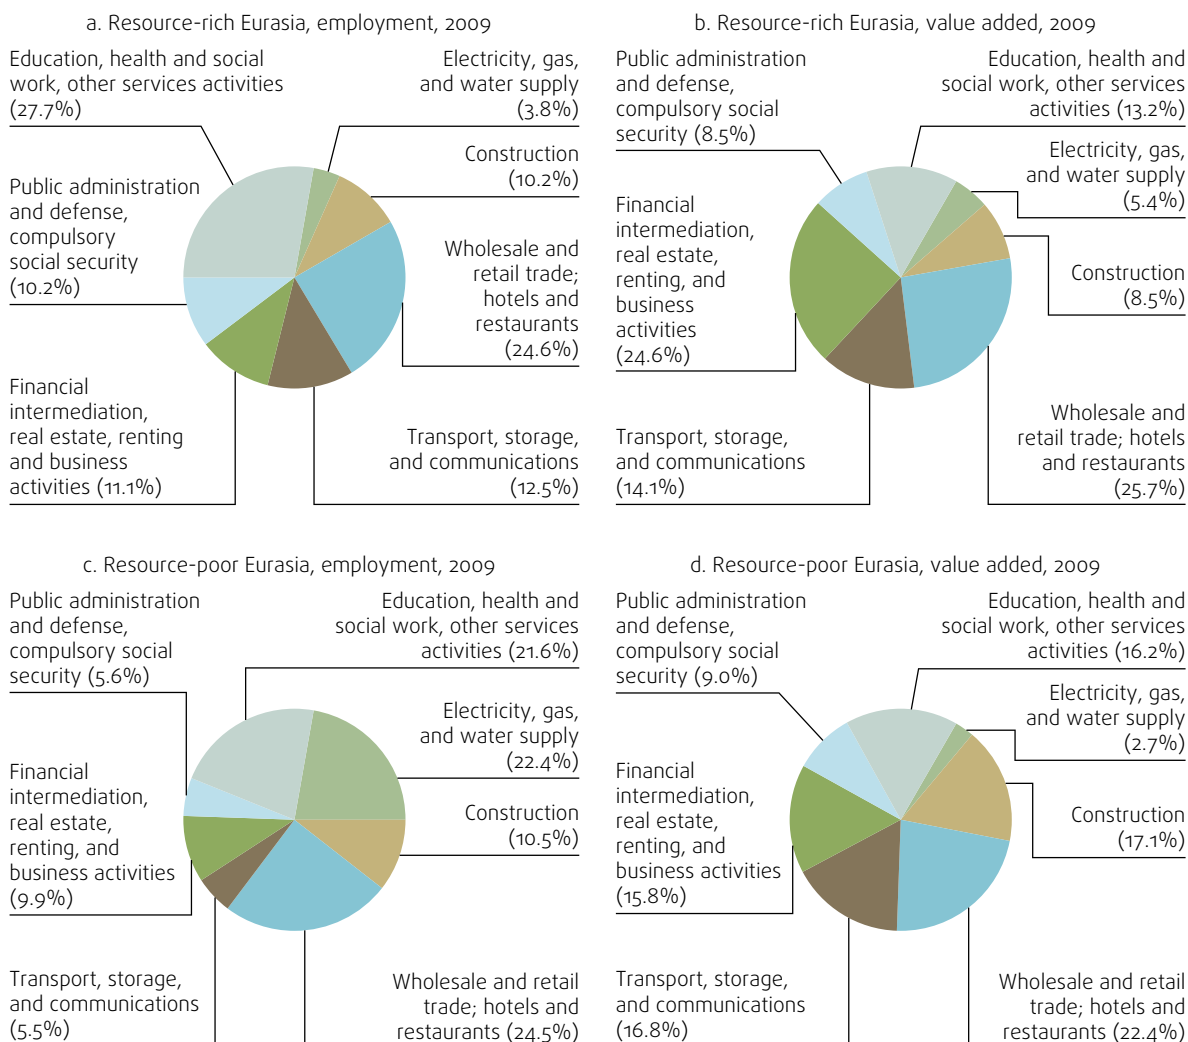 a. Resource-rich Eurasia, employment, 2009
Education, health and social
work, other services activities
(27.7%)
Electricity, gas,
and water supply
(3.8%)
Construction
(10.2%)
Public administration
and defense,
compulsory
social security
(10.2%)
Wholesale and
retail trade;
hotels and
restaurants
(24.6%)
Financial
intermediation,
real estate, renting
and business
activities (11.1%)
Transport, storage,
and communications
(12.5%)
b. Resource-rich Eurasia, value added, 2009
Public administration
and defense,
compulsory social
security (8.5%)
Education, health and
social work, other services
activities (13.2%)
Electricity, gas,
and water supply
(5.4%)
Financial
intermediation,
real estate,
renting, and
business
activities
(24.6%)
Construction
(8.5%)
Wholesale and
retail trade; hotels
and restaurants
(25.7%)
Transport, storage,
and communications
(14.1%)
c. Resource-poor Eurasia, employment, 2009
Public administration
and defense,
compulsory social
security (5.6%)
Education, health and
social work, other services
activities (21.6%)
Electricity, gas,
and water supply
(22.4%)
Financial
intermediation,
real estate,
renting, and
business activities
(9.9%)
Construction
(10.5%)
Transport, storage,
and communications
(5.5%)
Wholesale and retail
trade; hotels and
restaurants (24.5%)
d. Resource-poor Eurasia, value added, 2009
Public administration
and defense,
compulsory social
security (9.0%)
Education, health and
social work, other services
activities (16.2%)
Electricity, gas,
and water supply
(2.7%)
Financial
intermediation,
real estate,
renting, and
business activities
(15.8%)
Construction
(17.1%)
Transport, storage,
and communications
(16.8%)
Wholesale and retail
trade; hotels and
restaurants (22.4%)